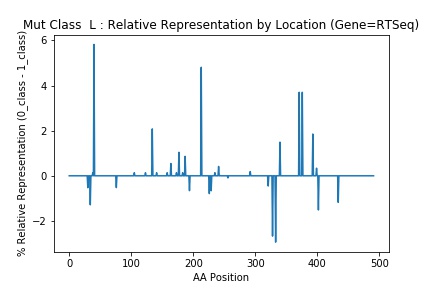 Mut Class L : Relative Representation by Location (Gene=RTSeq)
% Relative Representation (0_class - 1_class)
6
4
2
0
−2
0 100 200 300 400 500
AA Position